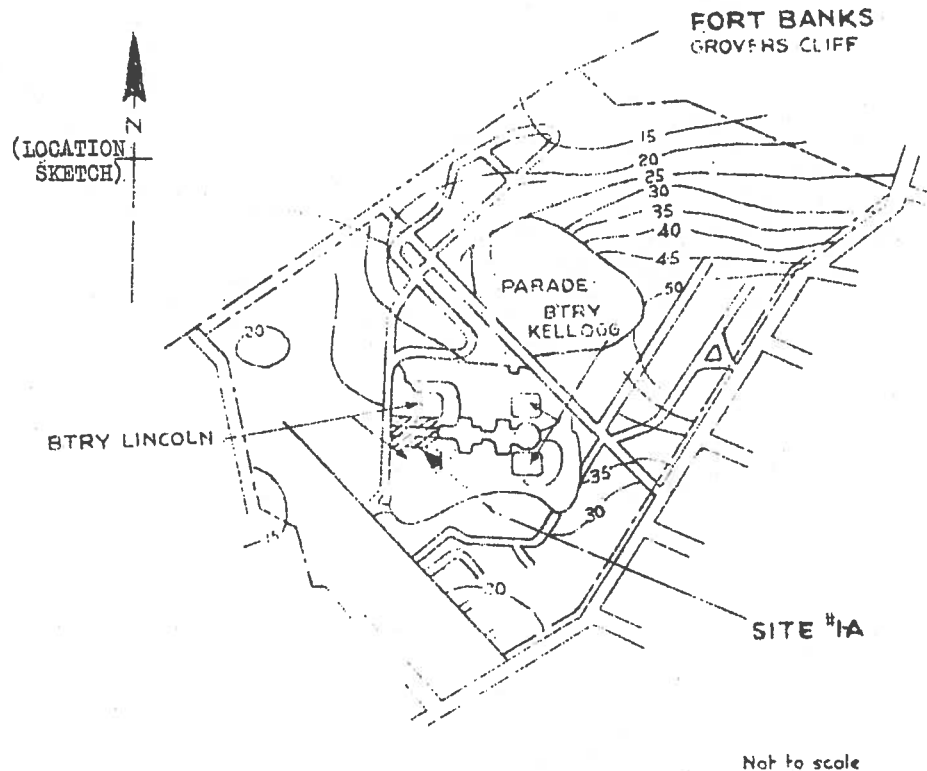 FORT BANKS
GROVERS CLIFF
N
(LOCATION
SKETCH)
15
20
25
30
35
40
45
50
PARADE
BTRY
KELLOGG
20
BTRY LINCOLN
35
30
15
20
SITE #1-A
Not to scale